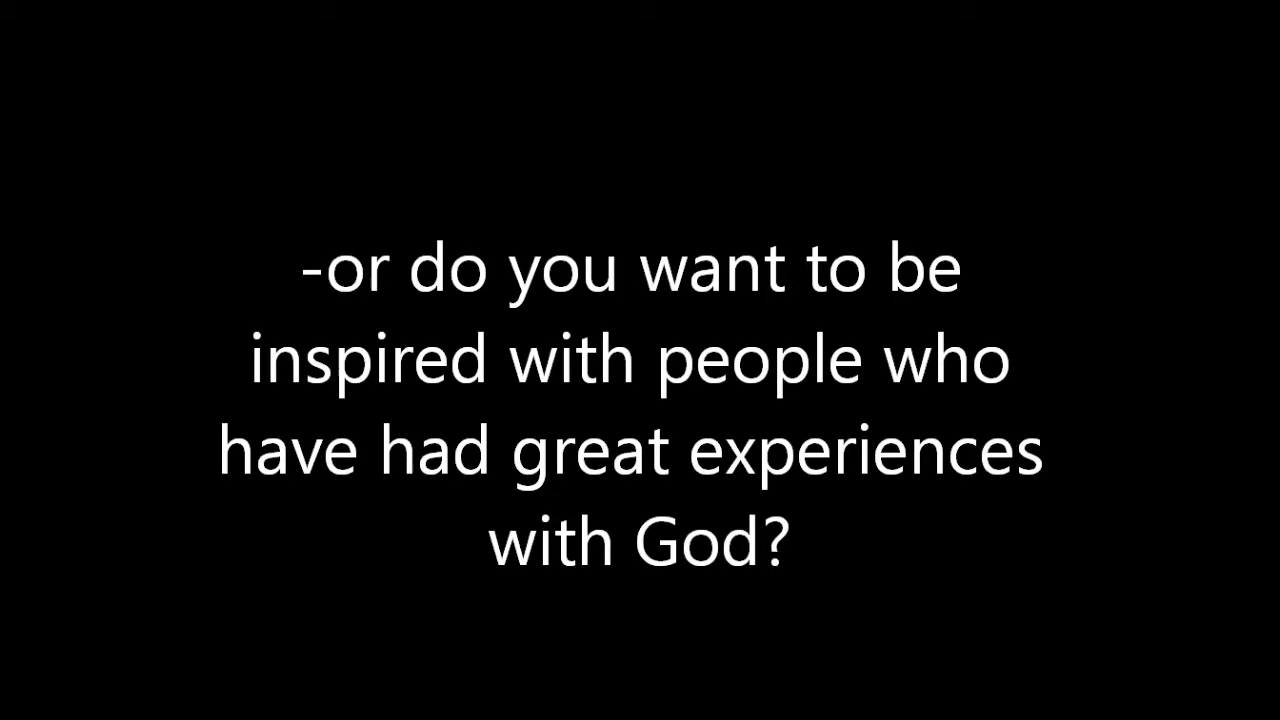 -or do you want to be
inspired with people who
have had great experiences
with God?